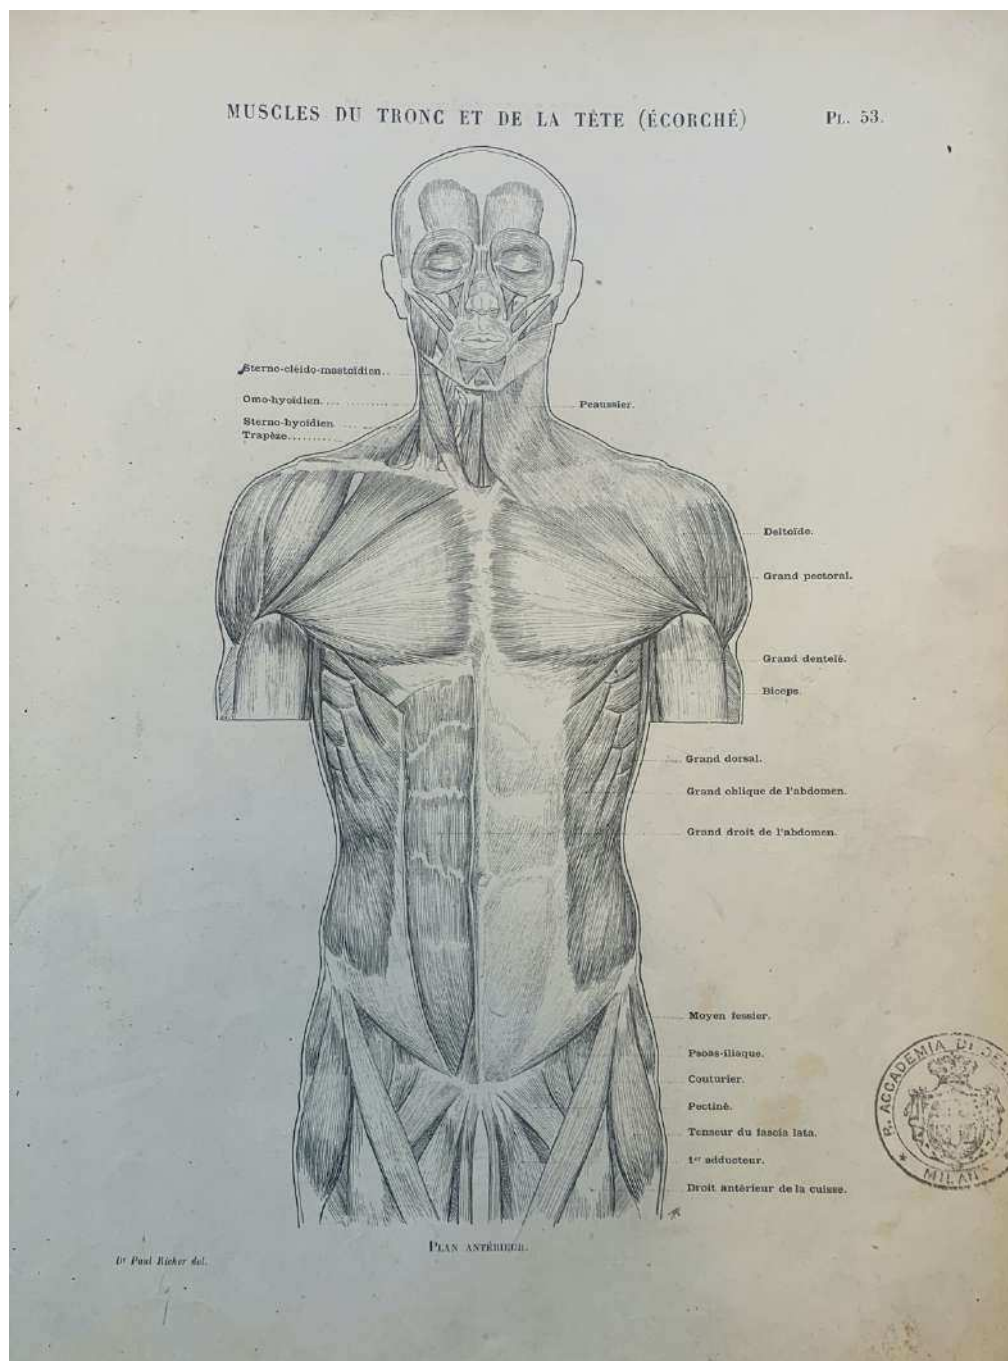 MUSCLES DU TRONC ET DE LA TÊTE (ÉCORCHÉ) PL. 53.
Sterno-cléido-mastoïdien..
Omo-hyoïdien.
Sterno-hyoïdien
Trapèze
Peaussier.
Deltoïde.
Grand pectoral.
Grand dentelé.
Biceps.
Grand dorsal.
Grand oblique de l'abdomen.
Grand droit de l'abdomen.
Moyen fessier.
Psoas-iliaque.
Couturier.
Pectiné.
Tenseur du fascia lata.
1er adducteur.
Droit antérieur de la cuisse.
R. ACCADEMIA DI
MILAN
PLAN ANTÉRIEUR.
Dr Paul Richer del.